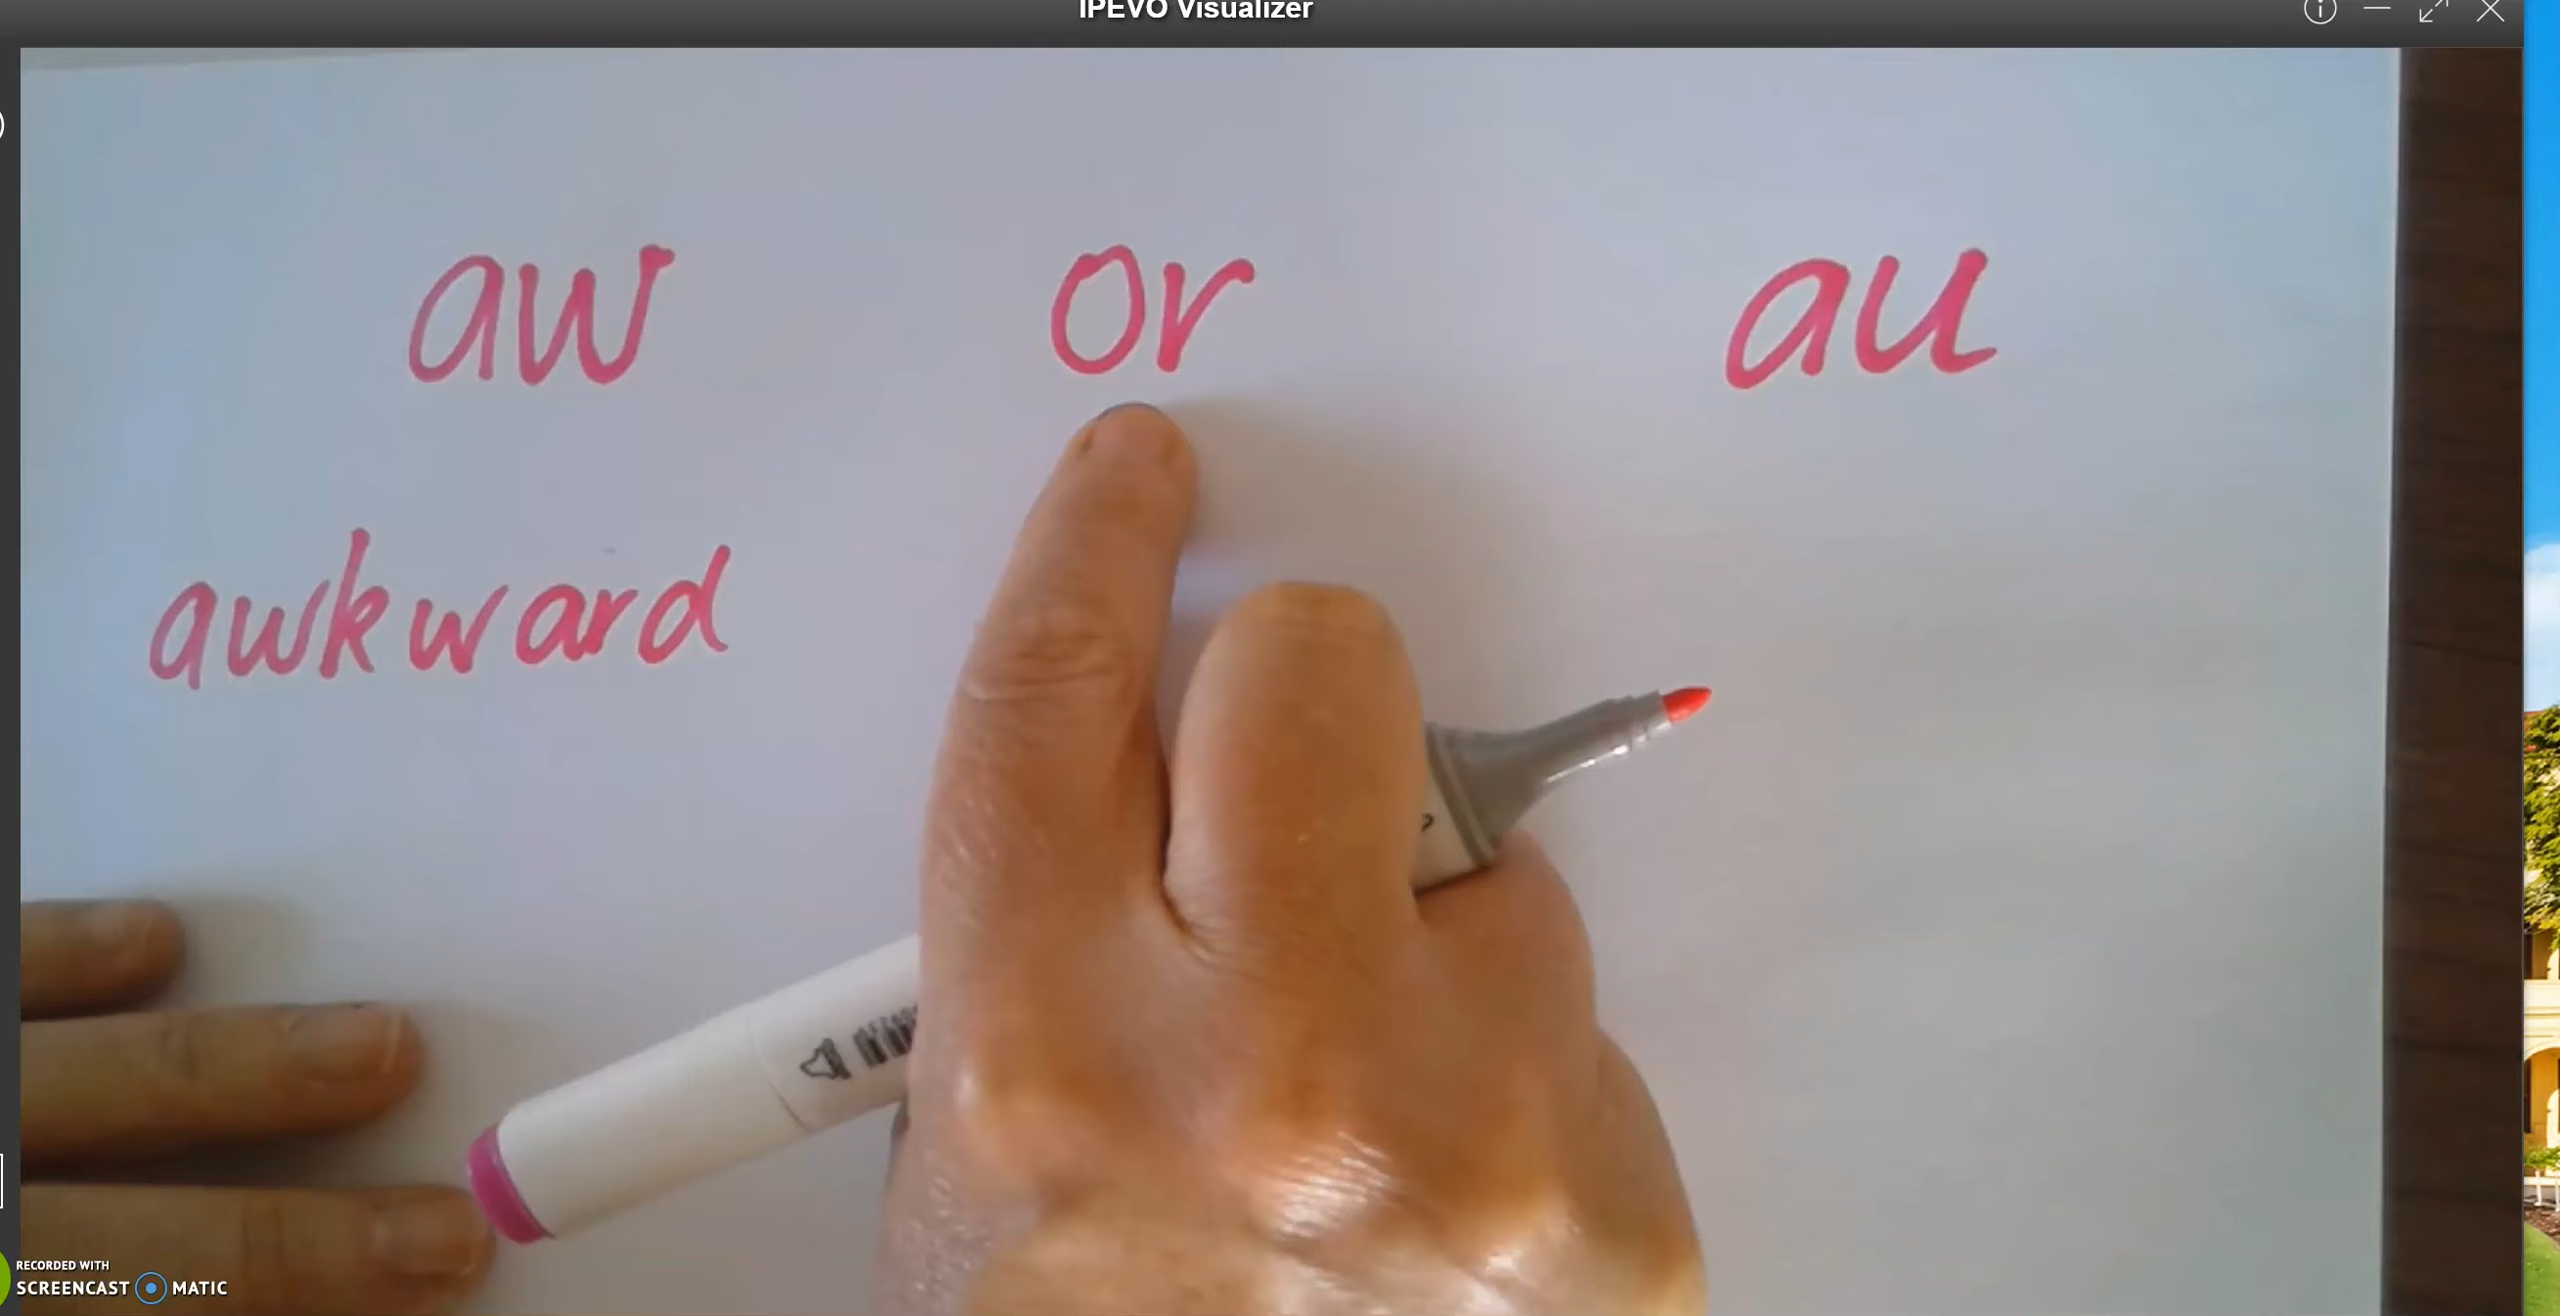 IPEVO Visualizer
aw or au
awkward
RECORDED WITH
SCREENCAST MATIC